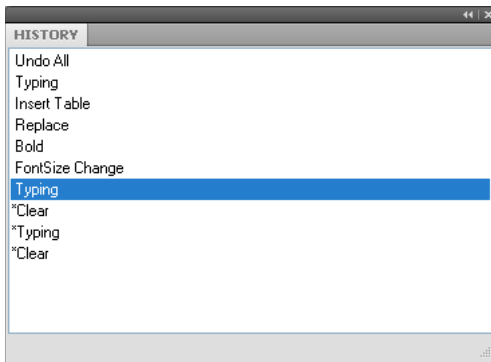 HISTORY
Undo All
Typing
Insert Table
Replace
Bold
FontSize Change
Typing
*Clear
*Typing
*Clear